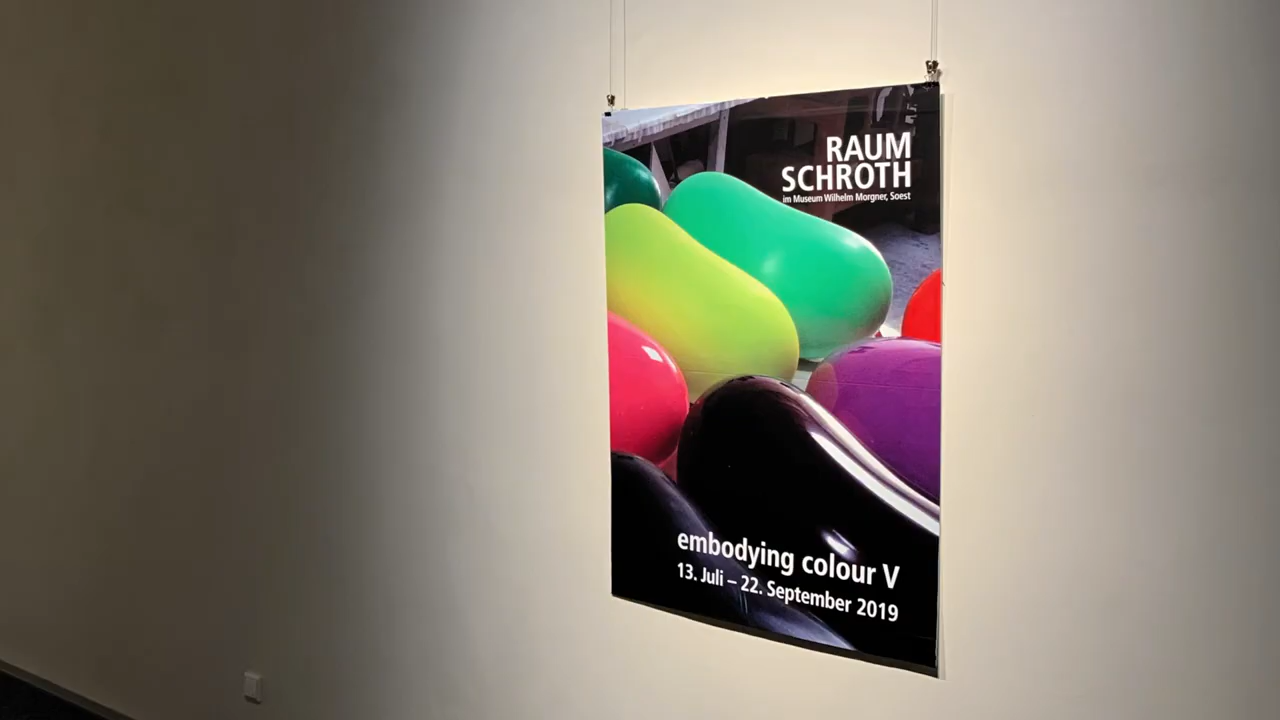 RAUM
SCHROTH
im Museum Wilhelm Morgner, Soest
embodying colour V
13. Juli – 22. September 2019